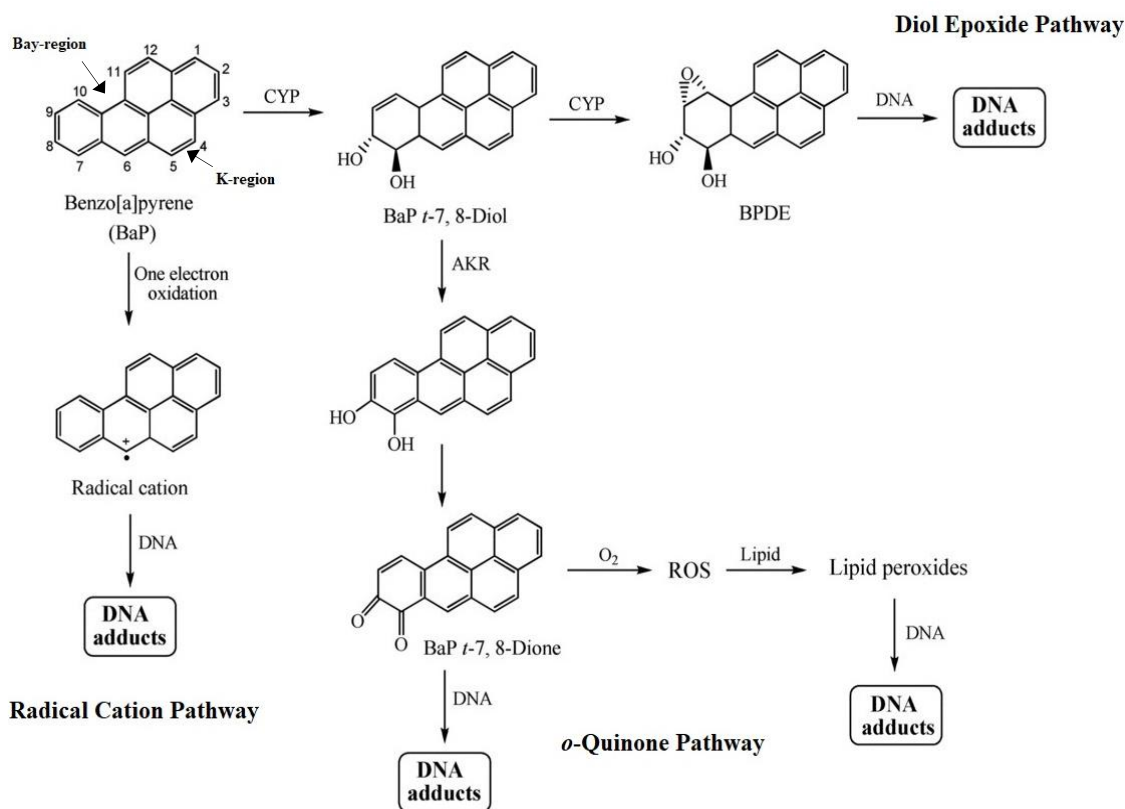 Diol Epoxide Pathway
Bay-region
12
1
11
2
10
3
9
8
4
7
6
5
K-region
CYP
HO
OH
CYP
O
HO
OH
DNA
DNA
adducts
Benzo[a]pyrene
(BaP)
BaP t-7, 8-Diol
BPDE
One electron
oxidation
AKR
+
•
Radical cation
HO
OH
DNA
DNA
adducts
O
O
BaP t-7, 8-Dione
O2
ROS
Lipid
Lipid peroxides
DNA
DNA
adducts
DNA
DNA
adducts
Radical Cation Pathway
o-Quinone Pathway